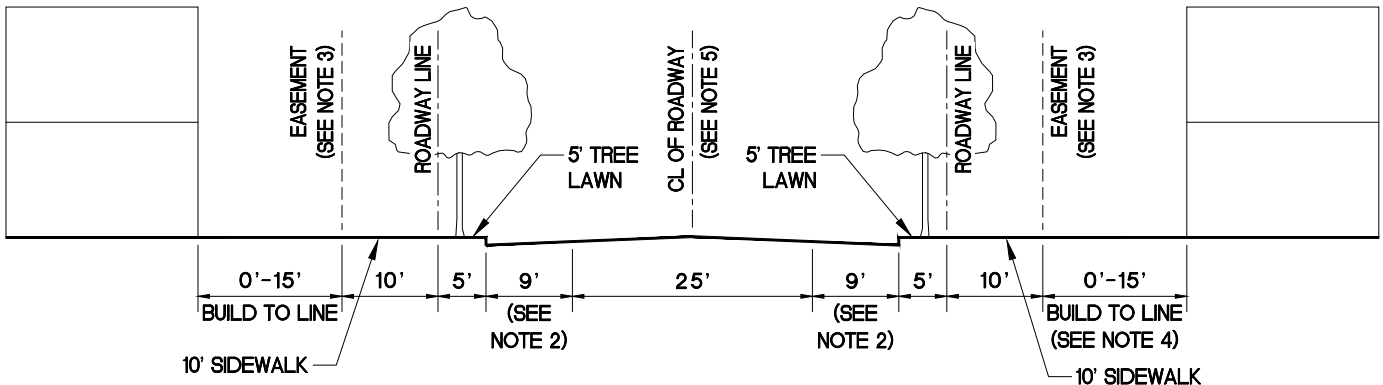 EASEMENT
(SEE NOTE 3)
ROADWAY LINE
CL OF ROADWAY
(SEE NOTE 5)
ROADWAY LINE
EASEMENT
(SEE NOTE 3)
5' TREE
LAWN
5' TREE
LAWN
0'-15'
10'
5'
9'
25'
9'
5'
10'
0'-15'
BUILD TO LINE
(SEE
NOTE 2)
(SEE
NOTE 2)
BUILD TO LINE
(SEE NOTE 4)
10' SIDEWALK
10' SIDEWALK